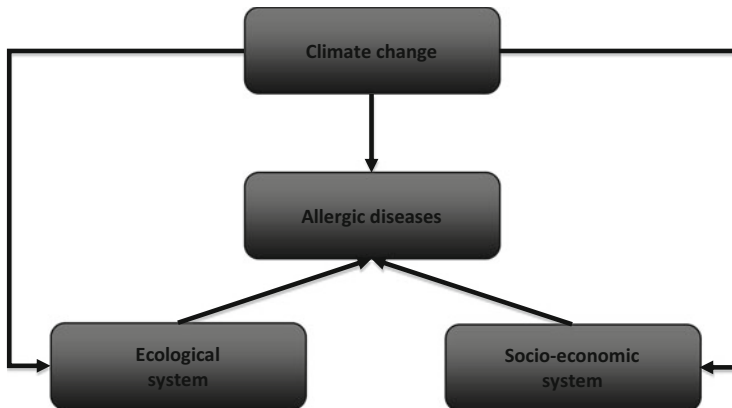 Climate change
Allergic diseases
Ecological
system
Socio-economic
system